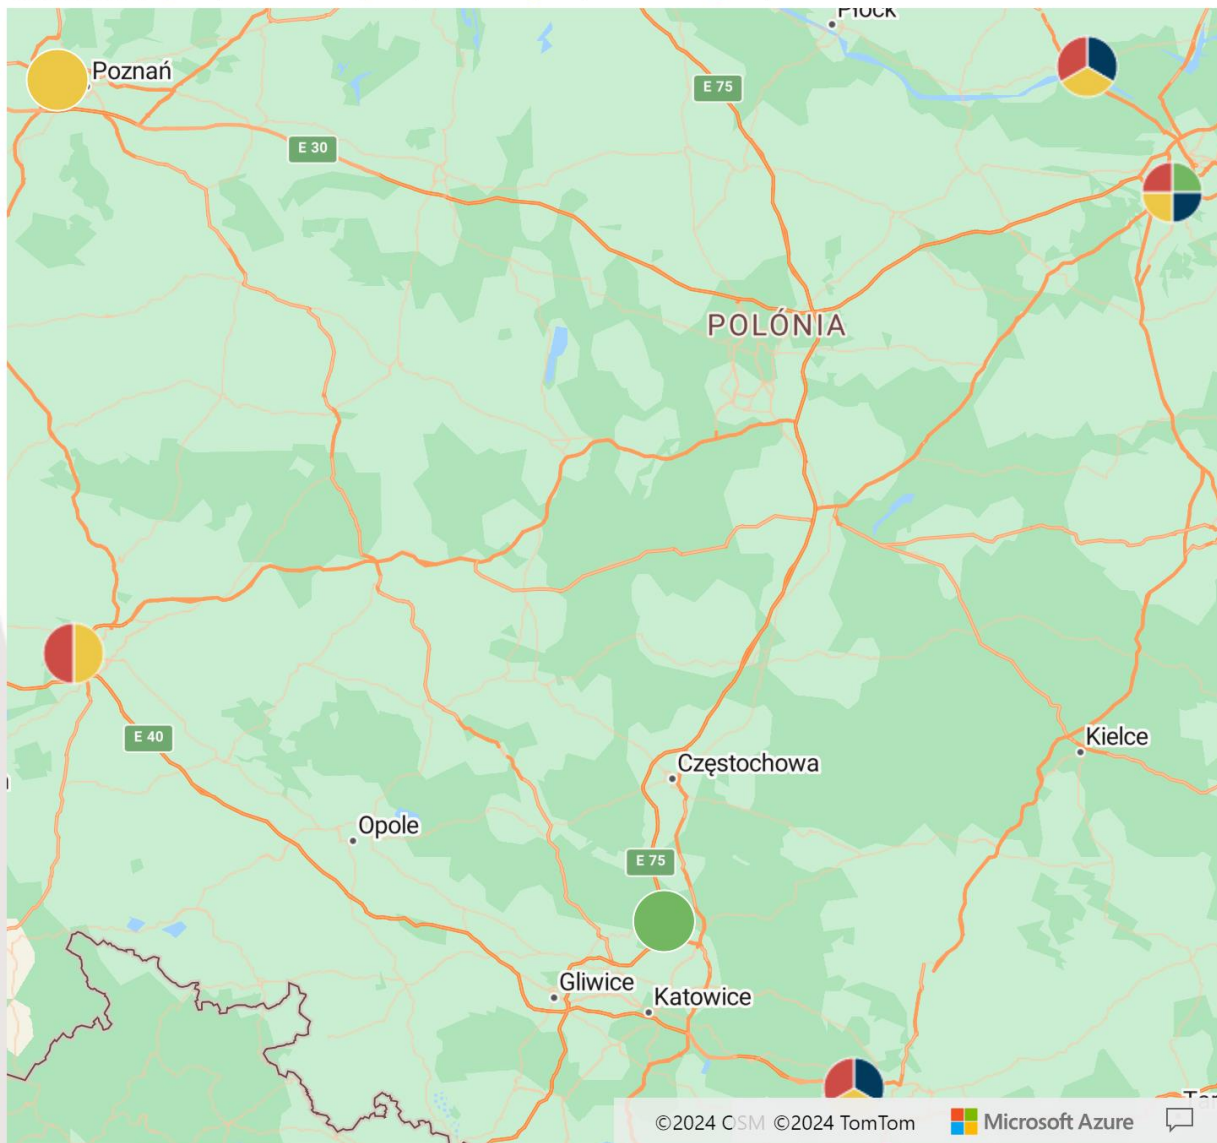 Płock
E 75
Poznań
E 30
POLÓNIA
E 40
Kielce
Częstochowa
Opole
E 75
Gliwice
Katowice
©2024 OSM ©2024 TomTom
Microsoft Azure